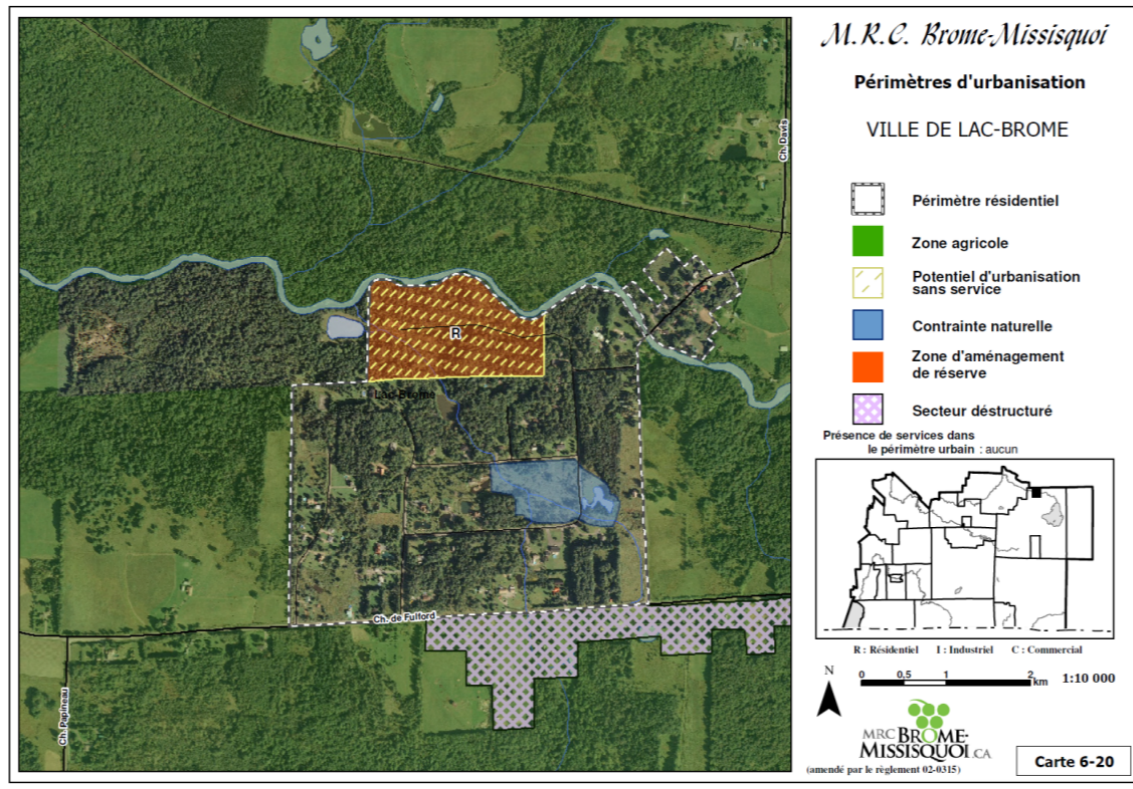 M.R.C. Brome-Missisquoi
Périmètres d'urbanisation
VILLE DE LAC-BROME
Périmètre résidentiel
Zone agricole
Potentiel d'urbanisation
sans service
Contrainte naturelle
Zone d'aménagement
de réserve
Secteur déstructuré
Présence de services dans
le périmètre urbain : aucun
R : Résidentiel I : Industriel C : Commercial
N
0 0,5 1 2 km 1:10 000
MRC BROME-
MISSISQUOI.CA
(amendé par le règlement 02-0315)
Carte 6-20
Ch. Davis
R
Lac-Brome
Ch. de Fulford
Ch. Papineau